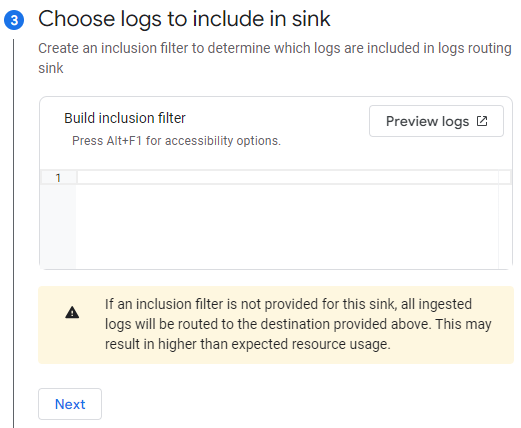 3 Choose logs to include in sink
Create an inclusion filter to determine which logs are included in logs routing
sink
Build inclusion filter
Preview logs
Press Alt+F1 for accessibility options.
1
If an inclusion filter is not provided for this sink, all ingested
logs will be routed to the destination provided above. This may
result in higher than expected resource usage.
Next